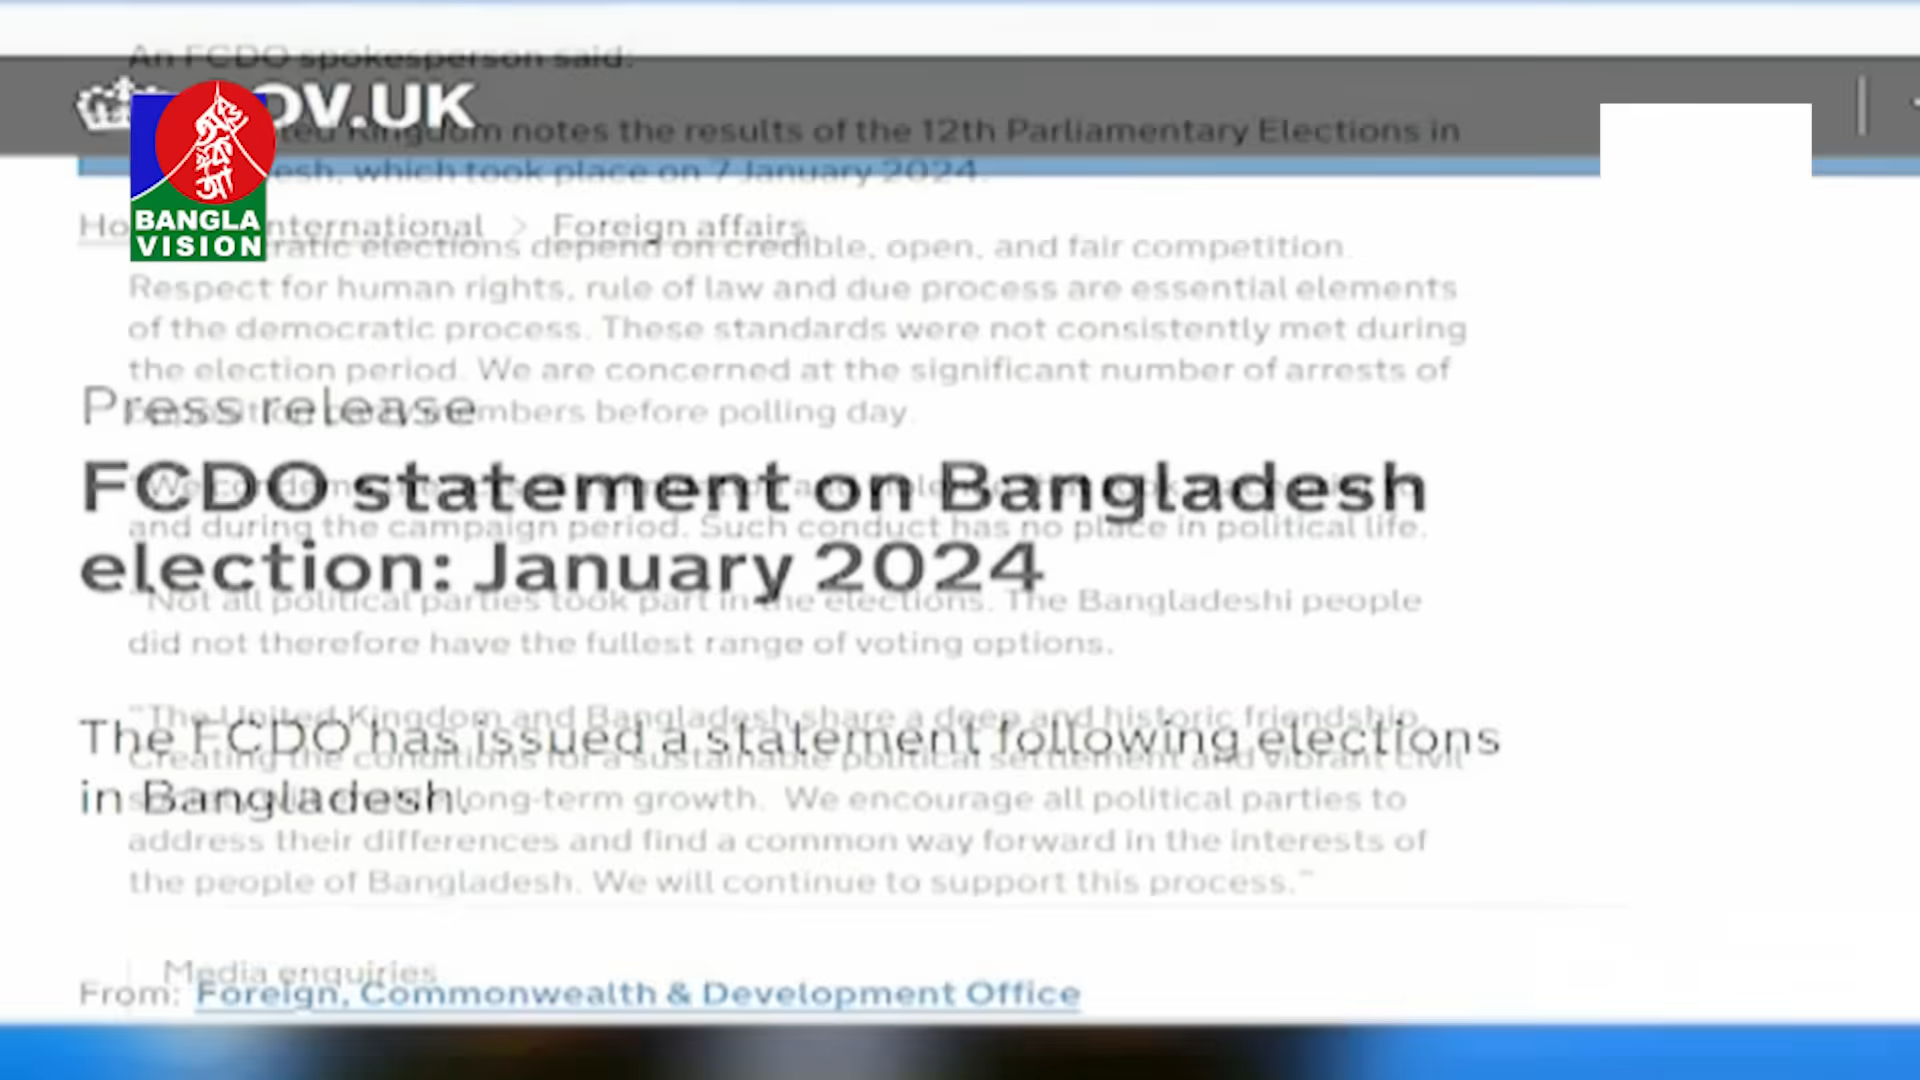 An FCDO spokesperson said:
OV.UK
Kingdom notes the results of the 12th Parliamentary Elections in
which took place on 7 January 2024.
BANGLA
VISION
International > Foreign affairs
elections depend on credible, open, and fair competition.
Respect for human rights, rule of law and due process are essential elements
of the democratic process. These standards were not consistently met during
the election period. We are concerned at the significant number of arrests of
Press release
members before polling day.
FCDO statement on Bangladesh
and during the campaign period. Such conduct has no place in political life.
election: January 2024
"Not all political parties took part in the elections. The Bangladeshi people
did not therefore have the fullest range of voting options.
"The United Kingdom and Bangladesh share a deep and historic friendship.
The FCDO has issued a statement following elections
Creating the conditions for a sustainable political settlement and vibrant civil
in Bangladesh.
long-term growth. We encourage all political parties to
address their differences and find a common way forward in the interests of
the people of Bangladesh. We will continue to support this process."
Media enquiries
From: Foreign, Commonwealth & Development Office